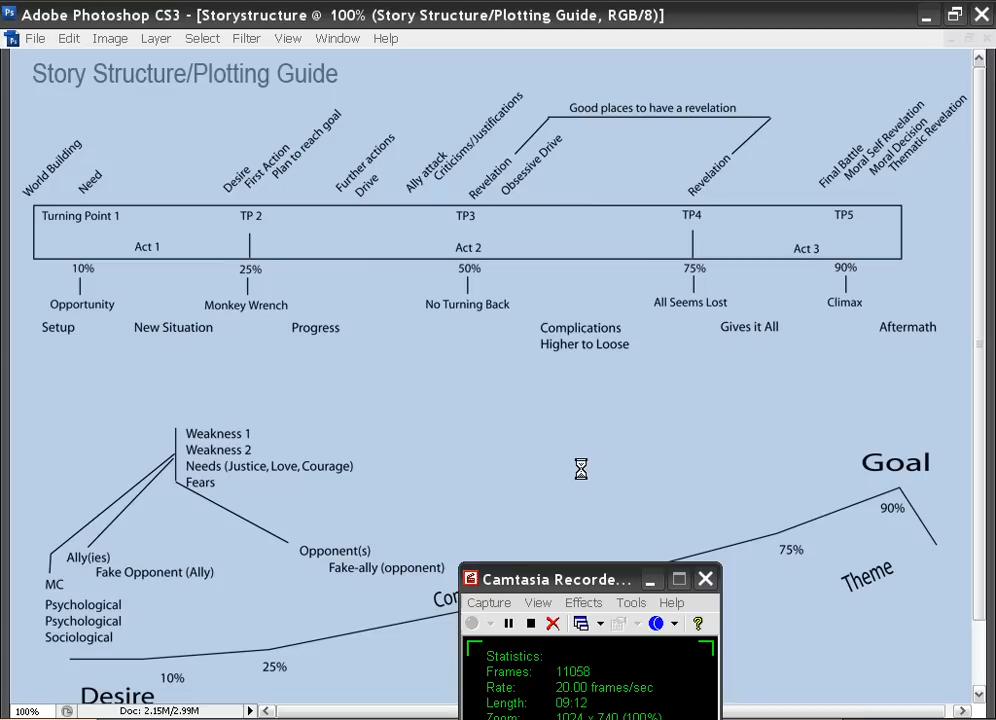 Adobe Photoshop CS3 - [Storystructure @ 100% (Story Structure/Plotting Guide, RGB/8)]
File Edit Image Layer Select Filter View Window Help
Story Structure/Plotting Guide
World Building
Need
Desire
First Action
Plan to reach goal
Further actions
Drive
Ally attack
Criticisms/Justifications
Revelation
Obsessive Drive
Good places to have a revelation
Revelation
Final Battle
Moral Self Revelation
Moral Decision
Thematic Revelation
Turning Point 1 TP 2 TP3 TP4 TP5
Act 1 Act 2 Act 3
10% 25% 50% 75% 90%
Opportunity Monkey Wrench No Turning Back All Seems Lost Climax
Setup New Situation Progress Complications Gives it All Aftermath
Higher to Loose
Weakness 1
Weakness 2
Needs (Justice, Love, Courage)
Fears
Goal
90%
75%
Theme
Opponent(s)
Fake-ally (opponent)
Ally(ies)
Fake Opponent (Ally)
MC
Psychological
Psychological
Sociological
Con
25%
10%
Desire
Camtasia Recorde...
Capture View Effects Tools Help
Statistics:
Frames: 11058
Rate: 20.00 frames/sec
Length: 09:12
Zoom: 1024 x 740 (100%)
100% Doc: 2.15M/2.99M